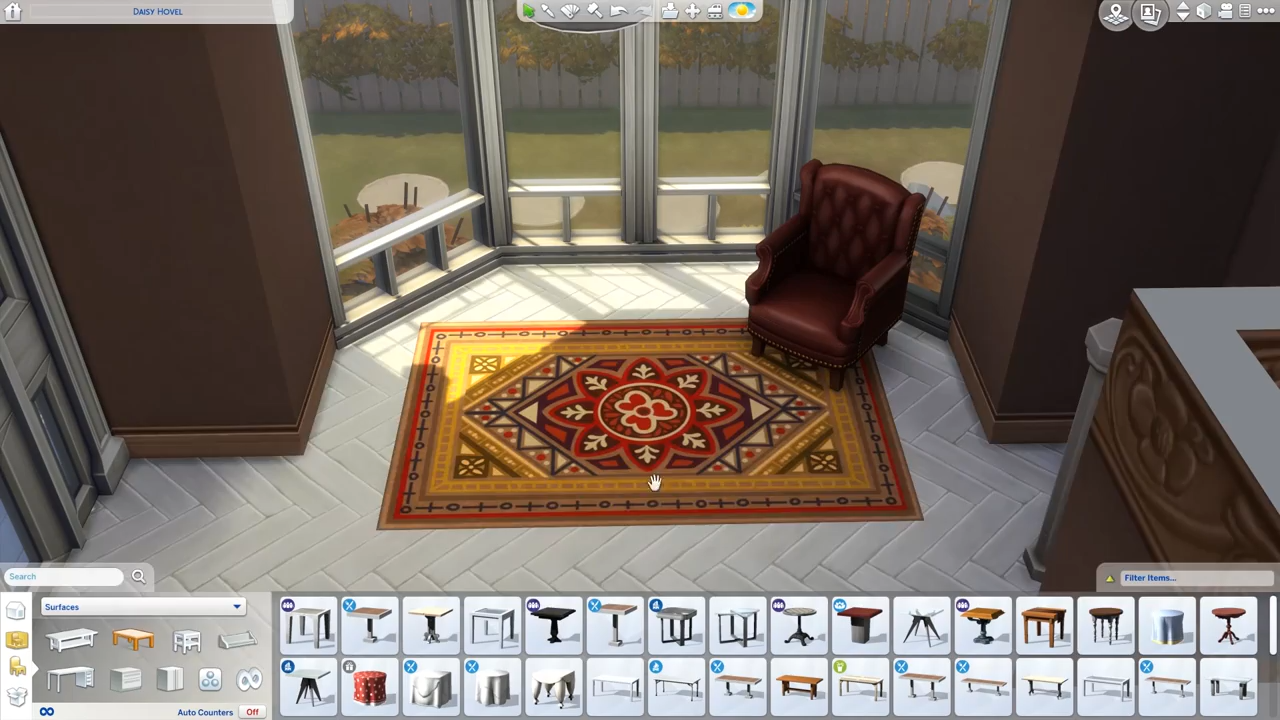 DAISY HOVEL
Search
Filter Items...
Surfaces
Auto Counters
Off